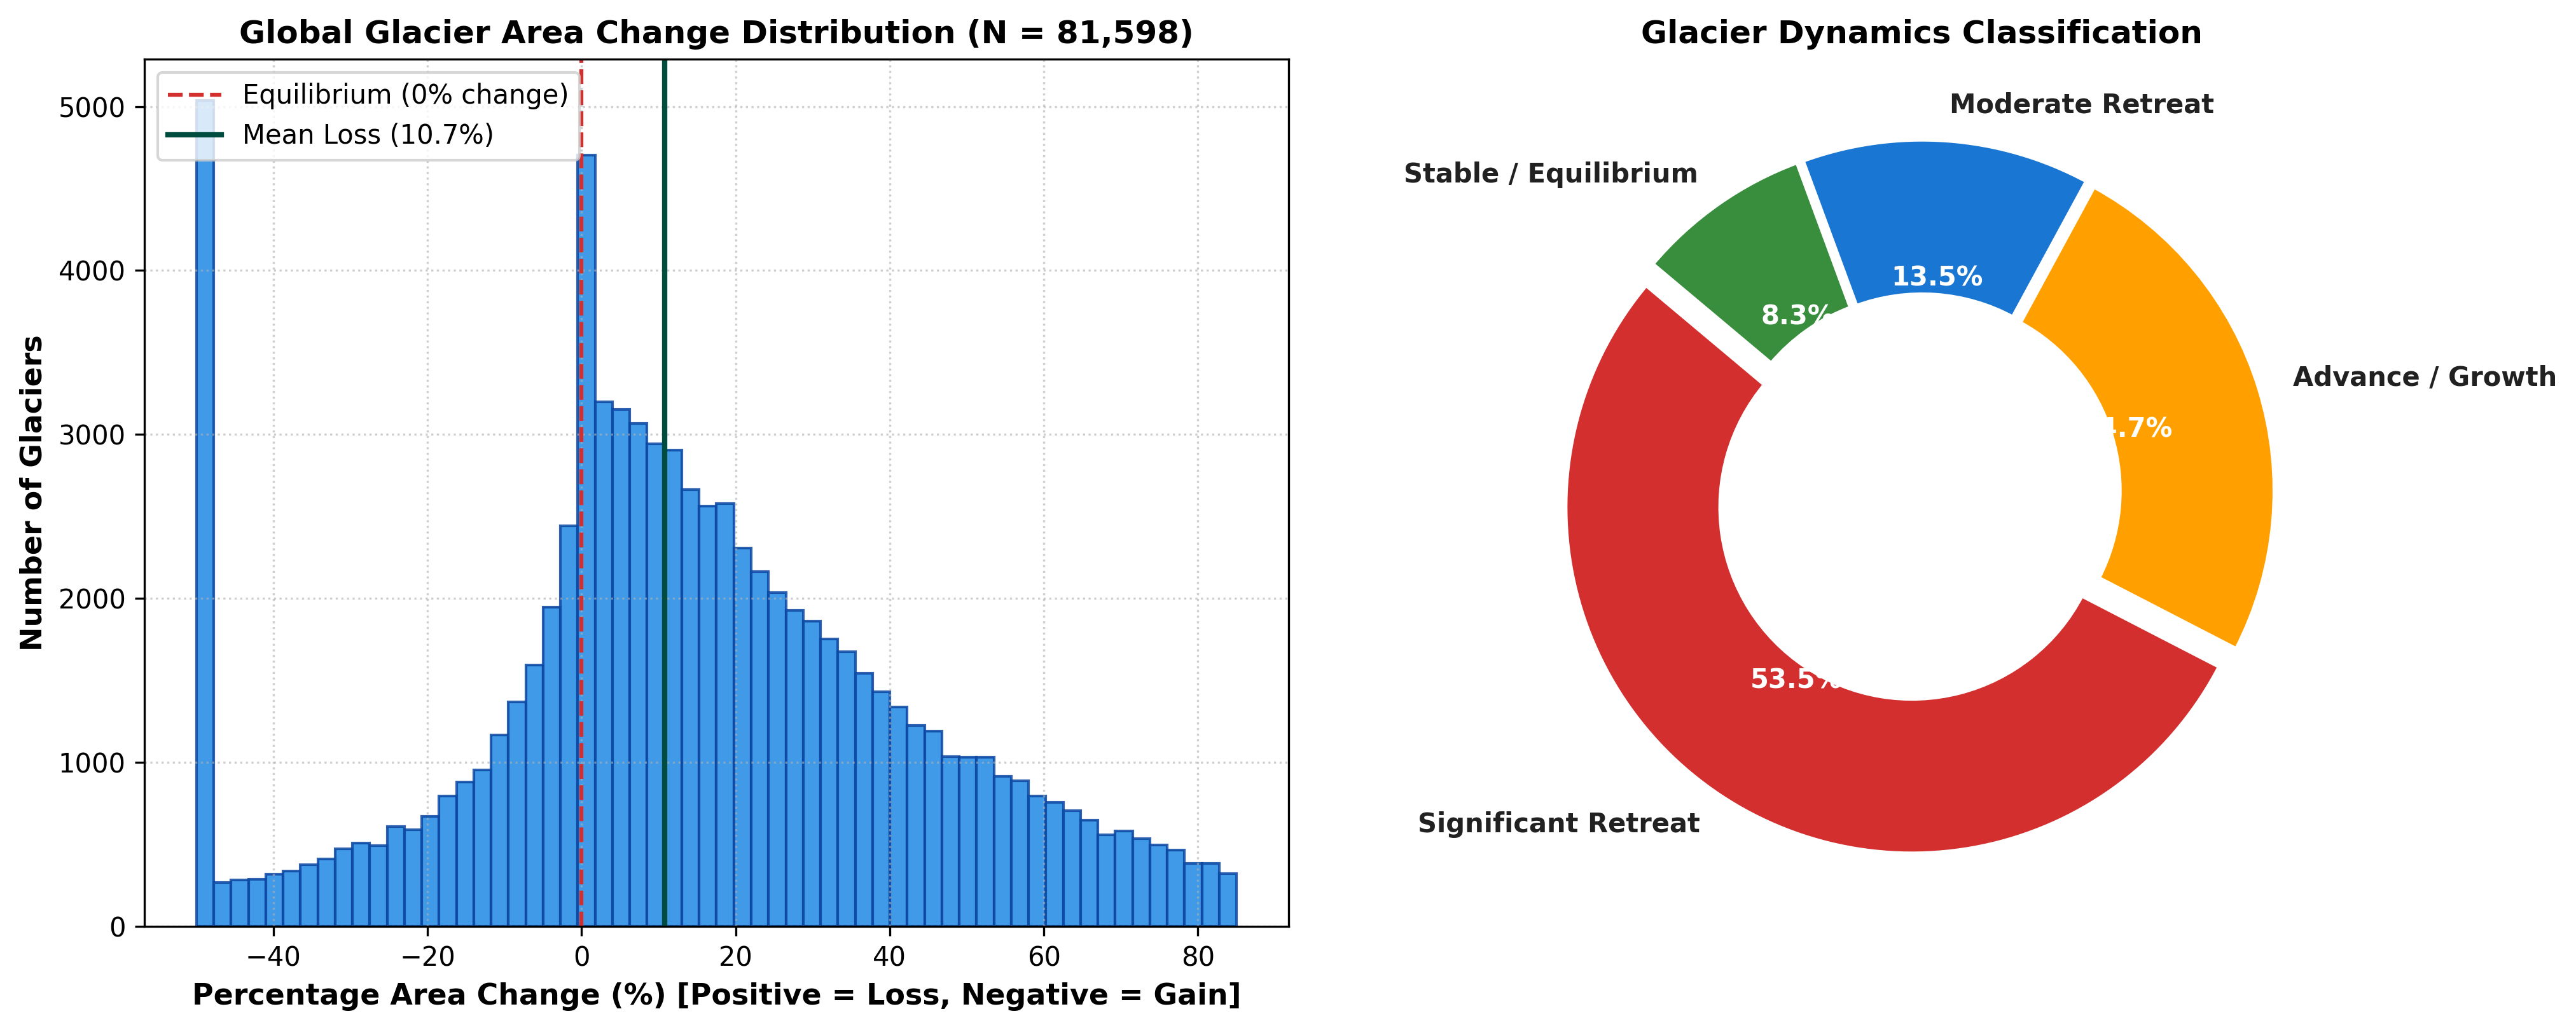 Global Glacier Area Change Distribution (N = 81,598)
Equilibrium (0% change)
Mean Loss (10.7%)
Number of Glaciers
5000
4000
3000
2000
1000
0
−40 −20 0 20 40 60 80
Percentage Area Change (%) [Positive = Loss, Negative = Gain]
Glacier Dynamics Classification
Moderate Retreat
Stable / Equilibrium
13.5%
8.3%
Advance / Growth
.7%
53.5%
Significant Retreat